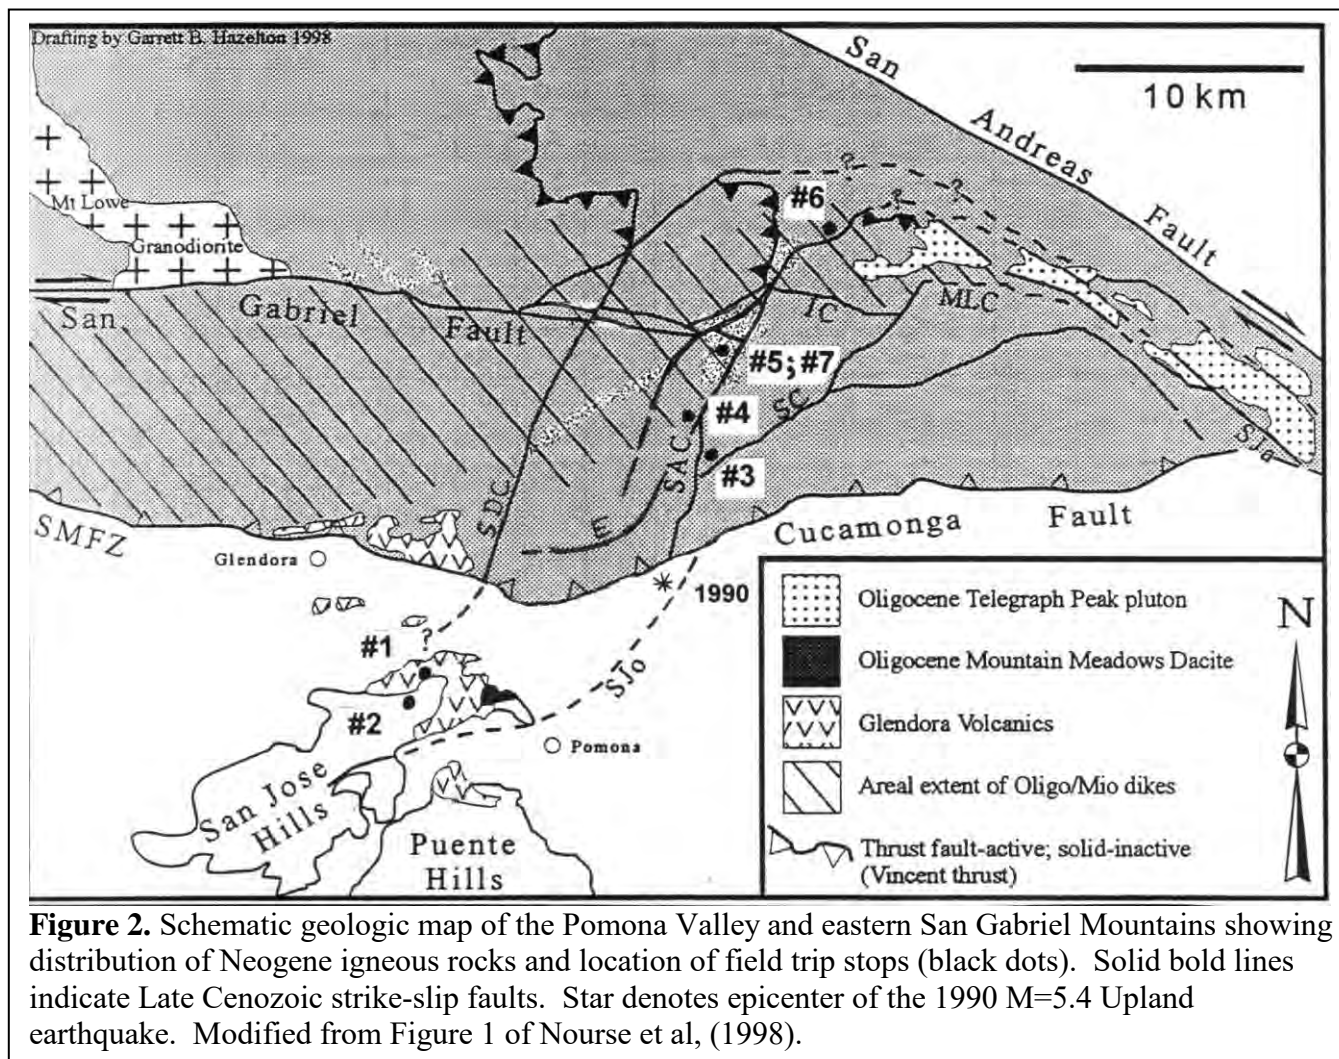 Drafting by Garrett B. Hazelton 1998
San
Andreas
Fault
10 km
Mt Lowe
Granodiorite
#6
?
?
?
San
Gabriel
Fault
IC
MLC
#5; #7
#4
SC
SAC
#3
SDC
E
SJa
SMFZ
Cucamonga
Fault
Glendora
1990
#1
?
#2
SJo
Pomona
San Jose
Hills
Puente
Hills
N
Oligocene Telegraph Peak pluton
Oligocene Mountain Meadows Dacite
Glendora Volcanics
Areal extent of Oligo/Mio dikes
Thrust fault-active; solid-inactive
(Vincent thrust)
Figure 2. Schematic geologic map of the Pomona Valley and eastern San Gabriel Mountains showing
distribution of Neogene igneous rocks and location of field trip stops (black dots). Solid bold lines
indicate Late Cenozoic strike-slip faults. Star denotes epicenter of the 1990 M=5.4 Upland
earthquake. Modified from Figure 1 of Nourse et al, (1998).